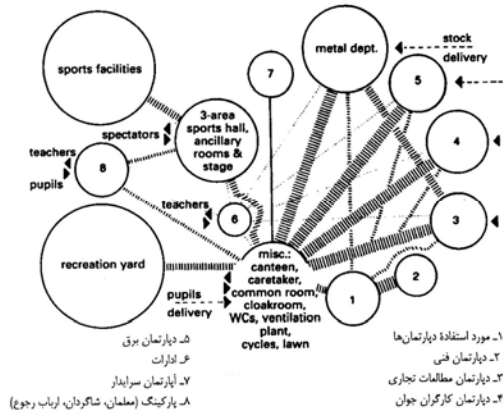 metal dept.
stock
delivery
sports facilities
7
5
3-area
sports hall,
ancillary
rooms &
stage
spectators
4
teachers
8
pupils
teachers
6
3
recreation yard
misc.:
canteen,
caretaker,
common room,
cloakroom,
WCs, ventilation
plant,
cycles, lawn
pupils
delivery
1
2
۱ـ مورد استفادهٔ دپارتمان‌ها
۲ـ دپارتمان فنی
۳ـ دپارتمان مطالعات تجاری
۴ـ دپارتمان کارگران جوان
۵ـ دپارتمان برق
۶ـ ادارات
۷ـ آپارتمان سرایدار
۸ـ پارکینگ (معلمان، شاگردان، ارباب رجوع)